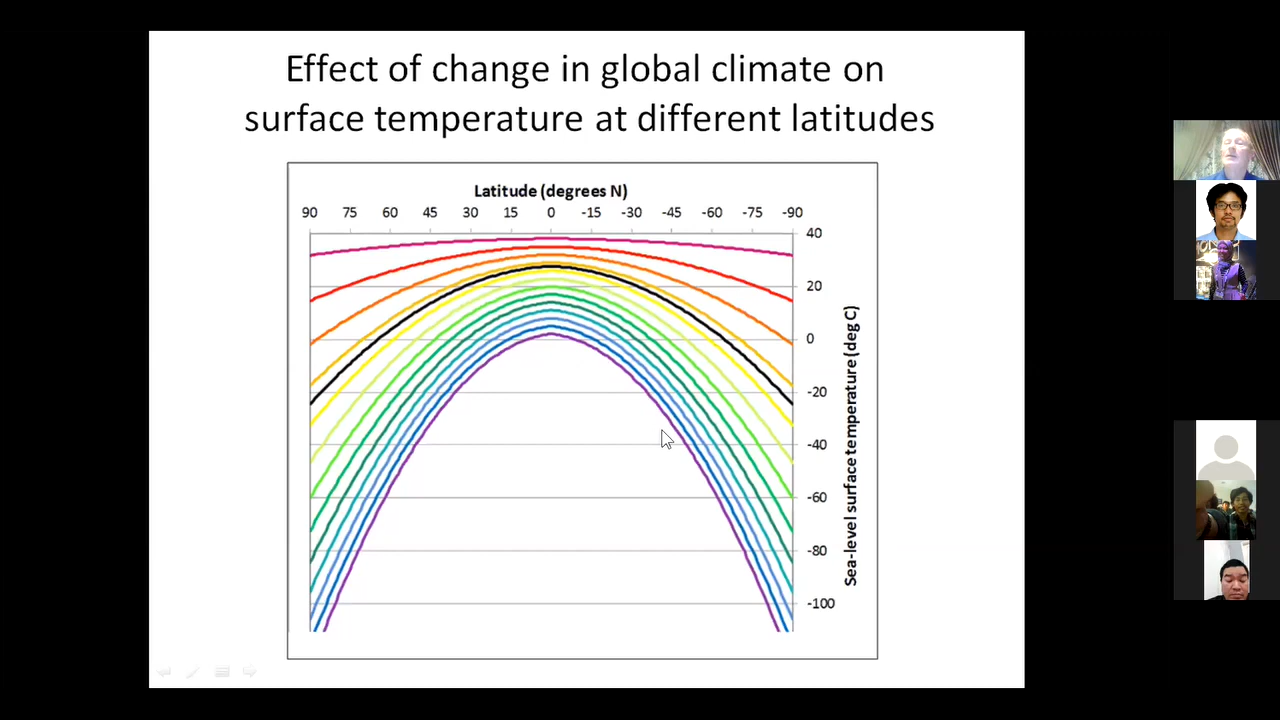 Effect of change in global climate on
surface temperature at different latitudes
Latitude (degrees N)
90 75 60 45 30 15 0 -15 -30 -45 -60 -75 -90
40
20
0
-20
-40
-60
-80
-100
Sea-level surface temperature (deg C)